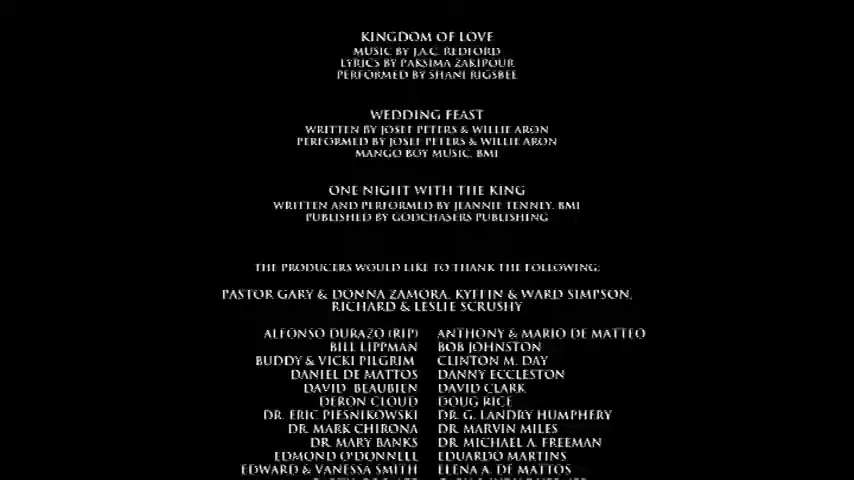 KINGDOM OF LOVE
MUSIC BY J.A.C. REDFORD
LYRICS BY PAKSIMA ZAKIPOUR
PERFORMED BY SHANI RIGSBEE
WEDDING FEAST
WRITTEN BY JOSEF PETERS & WILLIE ARON
PERFORMED BY JOSEF PETERS & WILLIE ARON
MANGO BOY MUSIC, BMI
ONE NIGHT WITH THE KING
WRITTEN AND PERFORMED BY JEANNIE TENNEY, BMI
PUBLISHED BY GODCHASERS PUBLISHING
THE PRODUCERS WOULD LIKE TO THANK THE FOLLOWING:
PASTOR GARY & DONNA ZAMORA, KYFFIN & WARD SIMPSON,
RICHARD & LESLIE SCRUSHY
ALFONSO DURAZO (RIP) ANTHONY & MARIO DE MATTEO
BILL LIPPMAN BOB JOHNSTON
BUDDY & VICKI PILGRIM CLINTON M. DAY
DANIEL DE MATTOS DANNY ECCLESTON
DAVID BEAUBIEN DAVID CLARK
DERON CLOUD DOUG RICE
DR. ERIC PIESNIKOWSKI DR. G. LANDRY HUMPHERY
DR. MARK CHIRONA DR. MARVIN MILES
DR. MARY BANKS DR. MICHAEL A. FREEMAN
EDMOND O'DONNELL EDUARDO MARTINS
EDWARD & VANESSA SMITH ELENA A. DE MATTOS